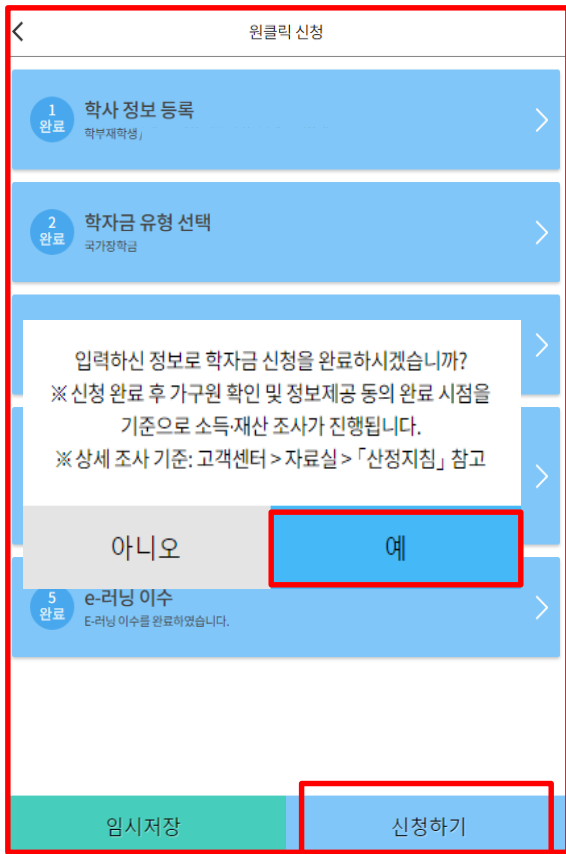 원클릭 신청
1
완료
학사 정보 등록
학부재학생
2
완료
학자금 유형 선택
국가장학금
입력하신 정보로 학자금 신청을 완료하시겠습니까?
※ 신청 완료 후 가구원 확인 및 정보제공 동의 완료 시점을
기준으로 소득·재산 조사가 진행됩니다.
※ 상세 조사 기준: 고객센터 > 자료실 > 「산정지침」 참고
아니오
예
5
완료
e-러닝 이수
E-러닝 이수를 완료하였습니다.
임시저장
신청하기